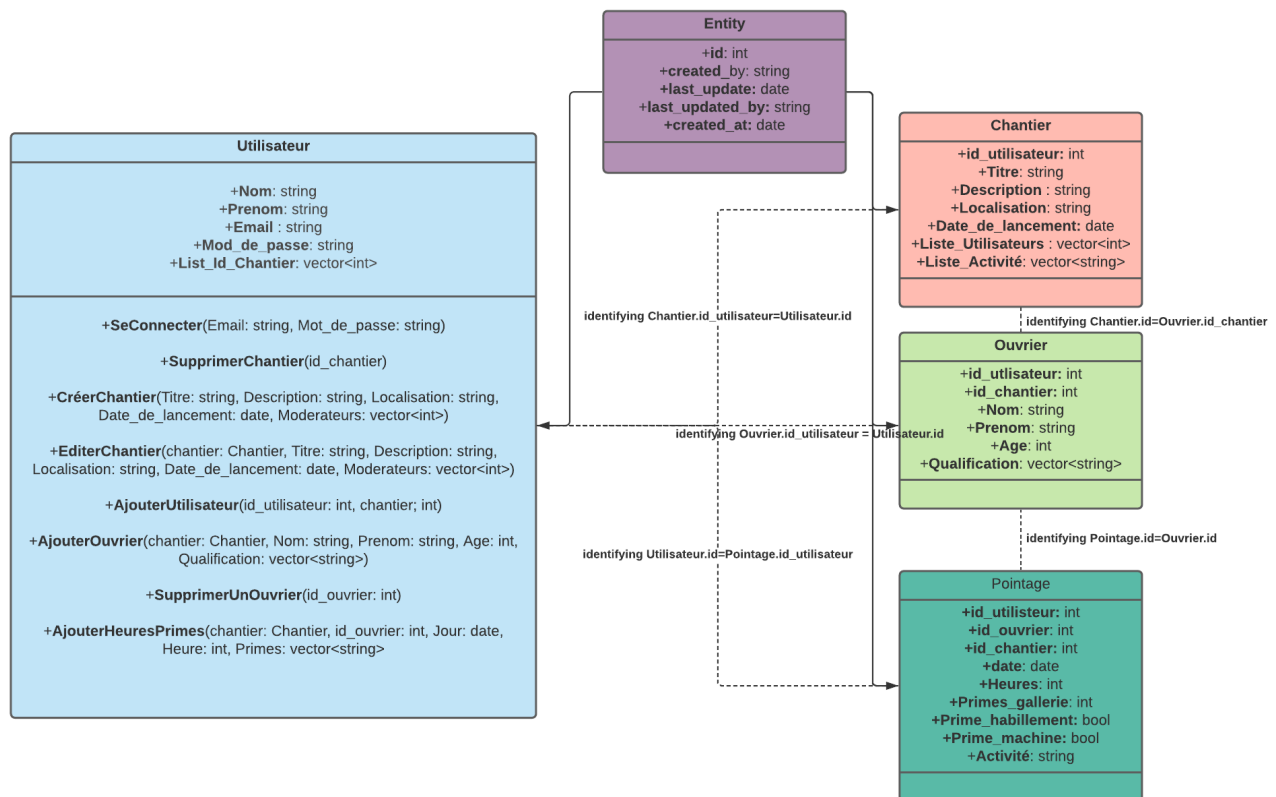 Entity
+id: int
+created_by: string
+last_update: date
+last_updated_by: string
+created_at: date
Utilisateur
+Nom: string
+Prenom: string
+Email : string
+Mod_de_passe: string
+List_Id_Chantier: vector<int>
+SeConnecter(Email: string, Mot_de_passe: string)
+SupprimerChantier(id_chantier)
+CréerChantier(Titre: string, Description: string, Localisation: string,
Date_de_lancement: date, Moderateurs: vector<int>)
+EditerChantier(chantier: Chantier, Titre: string, Description: string,
Localisation: string, Date_de_lancement: date, Moderateurs: vector<int>)
+AjouterUtilisateur(id_utilisateur: int, chantier; int)
+AjouterOuvrier(chantier: Chantier, Nom: string, Prenom: string, Age: int,
Qualification: vector<string>)
+SupprimerUnOuvrier(id_ouvrier: int)
+AjouterHeuresPrimes(chantier: Chantier, id_ouvrier: int, Jour: date,
Heure: int, Primes: vector<string>
identifying Chantier.id_utilisateur=Utilisateur.id
identifying Ouvrier.id_utilisateur = Utilisateur.id
identifying Utilisateur.id=Pointage.id_utilisateur
Chantier
+id_utilisateur: int
+Titre: string
+Description : string
+Localisation: string
+Date_de_lancement: date
+Liste_Utilisateurs : vector<int>
+Liste_Activité: vector<string>
identifying Chantier.id=Ouvrier.id_chantier
Ouvrier
+id_utlisateur: int
+id_chantier: int
+Nom: string
+Prenom: string
+Age: int
+Qualification: vector<string>
identifying Pointage.id=Ouvrier.id
Pointage
+id_utilisteur: int
+id_ouvrier: int
+id_chantier: int
+date: date
+Heures: int
+Primes_gallerie: int
+Prime_habillement: bool
+Prime_machine: bool
+Activité: string